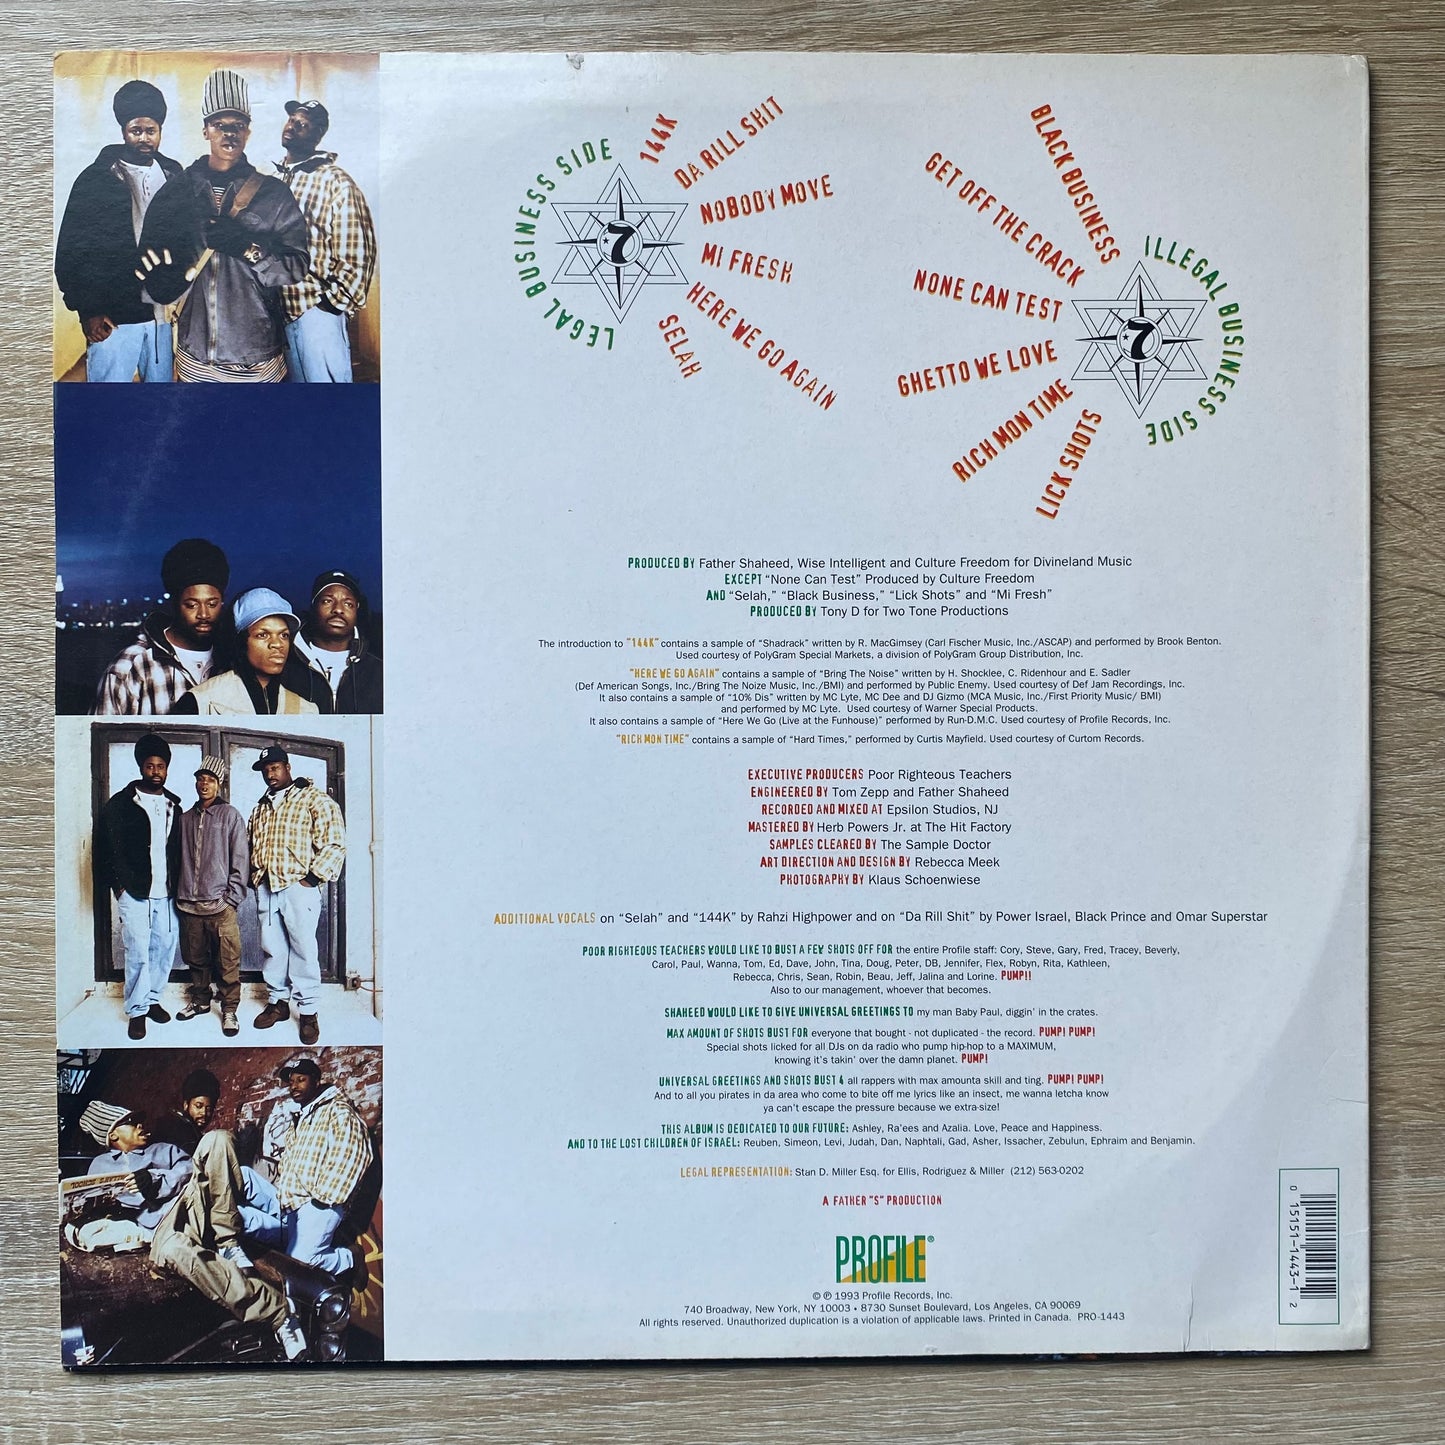 LEGAL BUSINESS SIDE
144K
DA RILL SHIT
NOBODY MOVE
MI FRESH
HERE WE GO AGAIN
SELAH
7
ILLEGAL BUSINESS SIDE
BLACK BUSINESS
GET OFF THE CRACK
NONE CAN TEST
GHETTO WE LOVE
RICH MON TIME
LICK SHOTS
7
PRODUCED BY Father Shaheed, Wise Intelligent and Culture Freedom for Divineland Music
EXCEPT "None Can Test" Produced by Culture Freedom
AND "Selah," "Black Business," "Lick Shots" and "Mi Fresh"
PRODUCED BY Tony D for Two Tone Productions
The introduction to "144K" contains a sample of "Shadrack" written by R. MacGimsey (Carl Fischer Music, Inc./ASCAP) and performed by Brook Benton.
Used courtesy of PolyGram Special Markets, a division of PolyGram Group Distribution, Inc.
"HERE WE GO AGAIN" contains a sample of "Bring The Noise" written by H. Shocklee, C. Ridenhour and E. Sadler
(Def American Songs, Inc./Bring The Noize Music, Inc./BMI) and performed by Public Enemy. Used courtesy of Def Jam Recordings, Inc.
It also contains a sample of "10% Dis" written by MC Lyte, MC Dee and DJ Gizmo (MCA Music, Inc./First Priority Music/ BMI)
and performed by MC Lyte. Used courtesy of Warner Special Products.
It also contains a sample of "Here We Go (Live at the Funhouse)" performed by Run-D.M.C. Used courtesy of Profile Records, Inc.
"RICH MON TIME" contains a sample of "Hard Times," performed by Curtis Mayfield. Used courtesy of Curtom Records.
EXECUTIVE PRODUCERS Poor Righteous Teachers
ENGINEERED BY Tom Zepp and Father Shaheed
RECORDED AND MIXED AT Epsilon Studios, NJ
MASTERED BY Herb Powers Jr. at The Hit Factory
SAMPLES CLEARED BY The Sample Doctor
ART DIRECTION AND DESIGN BY Rebecca Meek
PHOTOGRAPHY BY Klaus Schoenwiese
ADDITIONAL VOCALS on "Selah" and "144K" by Rahzi Highpower and on "Da Rill Shit" by Power Israel, Black Prince and Omar Superstar
POOR RIGHTEOUS TEACHERS WOULD LIKE TO BUST A FEW SHOTS OFF FOR the entire Profile staff: Cory, Steve, Gary, Fred, Tracey, Beverly,
Carol, Paul, Wanna, Tom, Ed, Dave, John, Tina, Doug, Peter, DB, Jennifer, Flex, Robyn, Rita, Kathleen,
Rebecca, Chris, Sean, Robin, Beau, Jeff, Jalina and Lorine. PUMP!!
Also to our management, whoever that becomes.
SHAHEED WOULD LIKE TO GIVE UNIVERSAL GREETINGS TO my man Baby Paul, diggin' in the crates.
MAX AMOUNT OF SHOTS BUST FOR everyone that bought - not duplicated - the record. PUMP! PUMP!
Special shots licked for all DJs on da radio who pump hip-hop to a MAXIMUM,
knowing it's takin' over the damn planet. PUMP!
UNIVERSAL GREETINGS AND SHOTS BUST 4 all rappers with max amounta skill and ting. PUMP! PUMP!
And to all you pirates in da area who come to bite off me lyrics like an insect, me wanna letcha know
ya can't escape the pressure because we extra-size!
THIS ALBUM IS DEDICATED TO OUR FUTURE: Ashley, Ra'ees and Azalia. Love, Peace and Happiness.
AND TO THE LOST CHILDREN OF ISRAEL: Reuben, Simeon, Levi, Judah, Dan, Naphtali, Gad, Asher, Issacher, Zebulun, Ephraim and Benjamin.
LEGAL REPRESENTATION: Stan D. Miller Esq. for Ellis, Rodriguez & Miller (212) 563-0202
A FATHER "S" PRODUCTION
PROFILE®
© ℗ 1993 Profile Records, Inc.
740 Broadway, New York, NY 10003 • 8730 Sunset Boulevard, Los Angeles, CA 90069
All rights reserved. Unauthorized duplication is a violation of applicable laws. Printed in Canada. PRO-1443
0 15151-1443-1 2